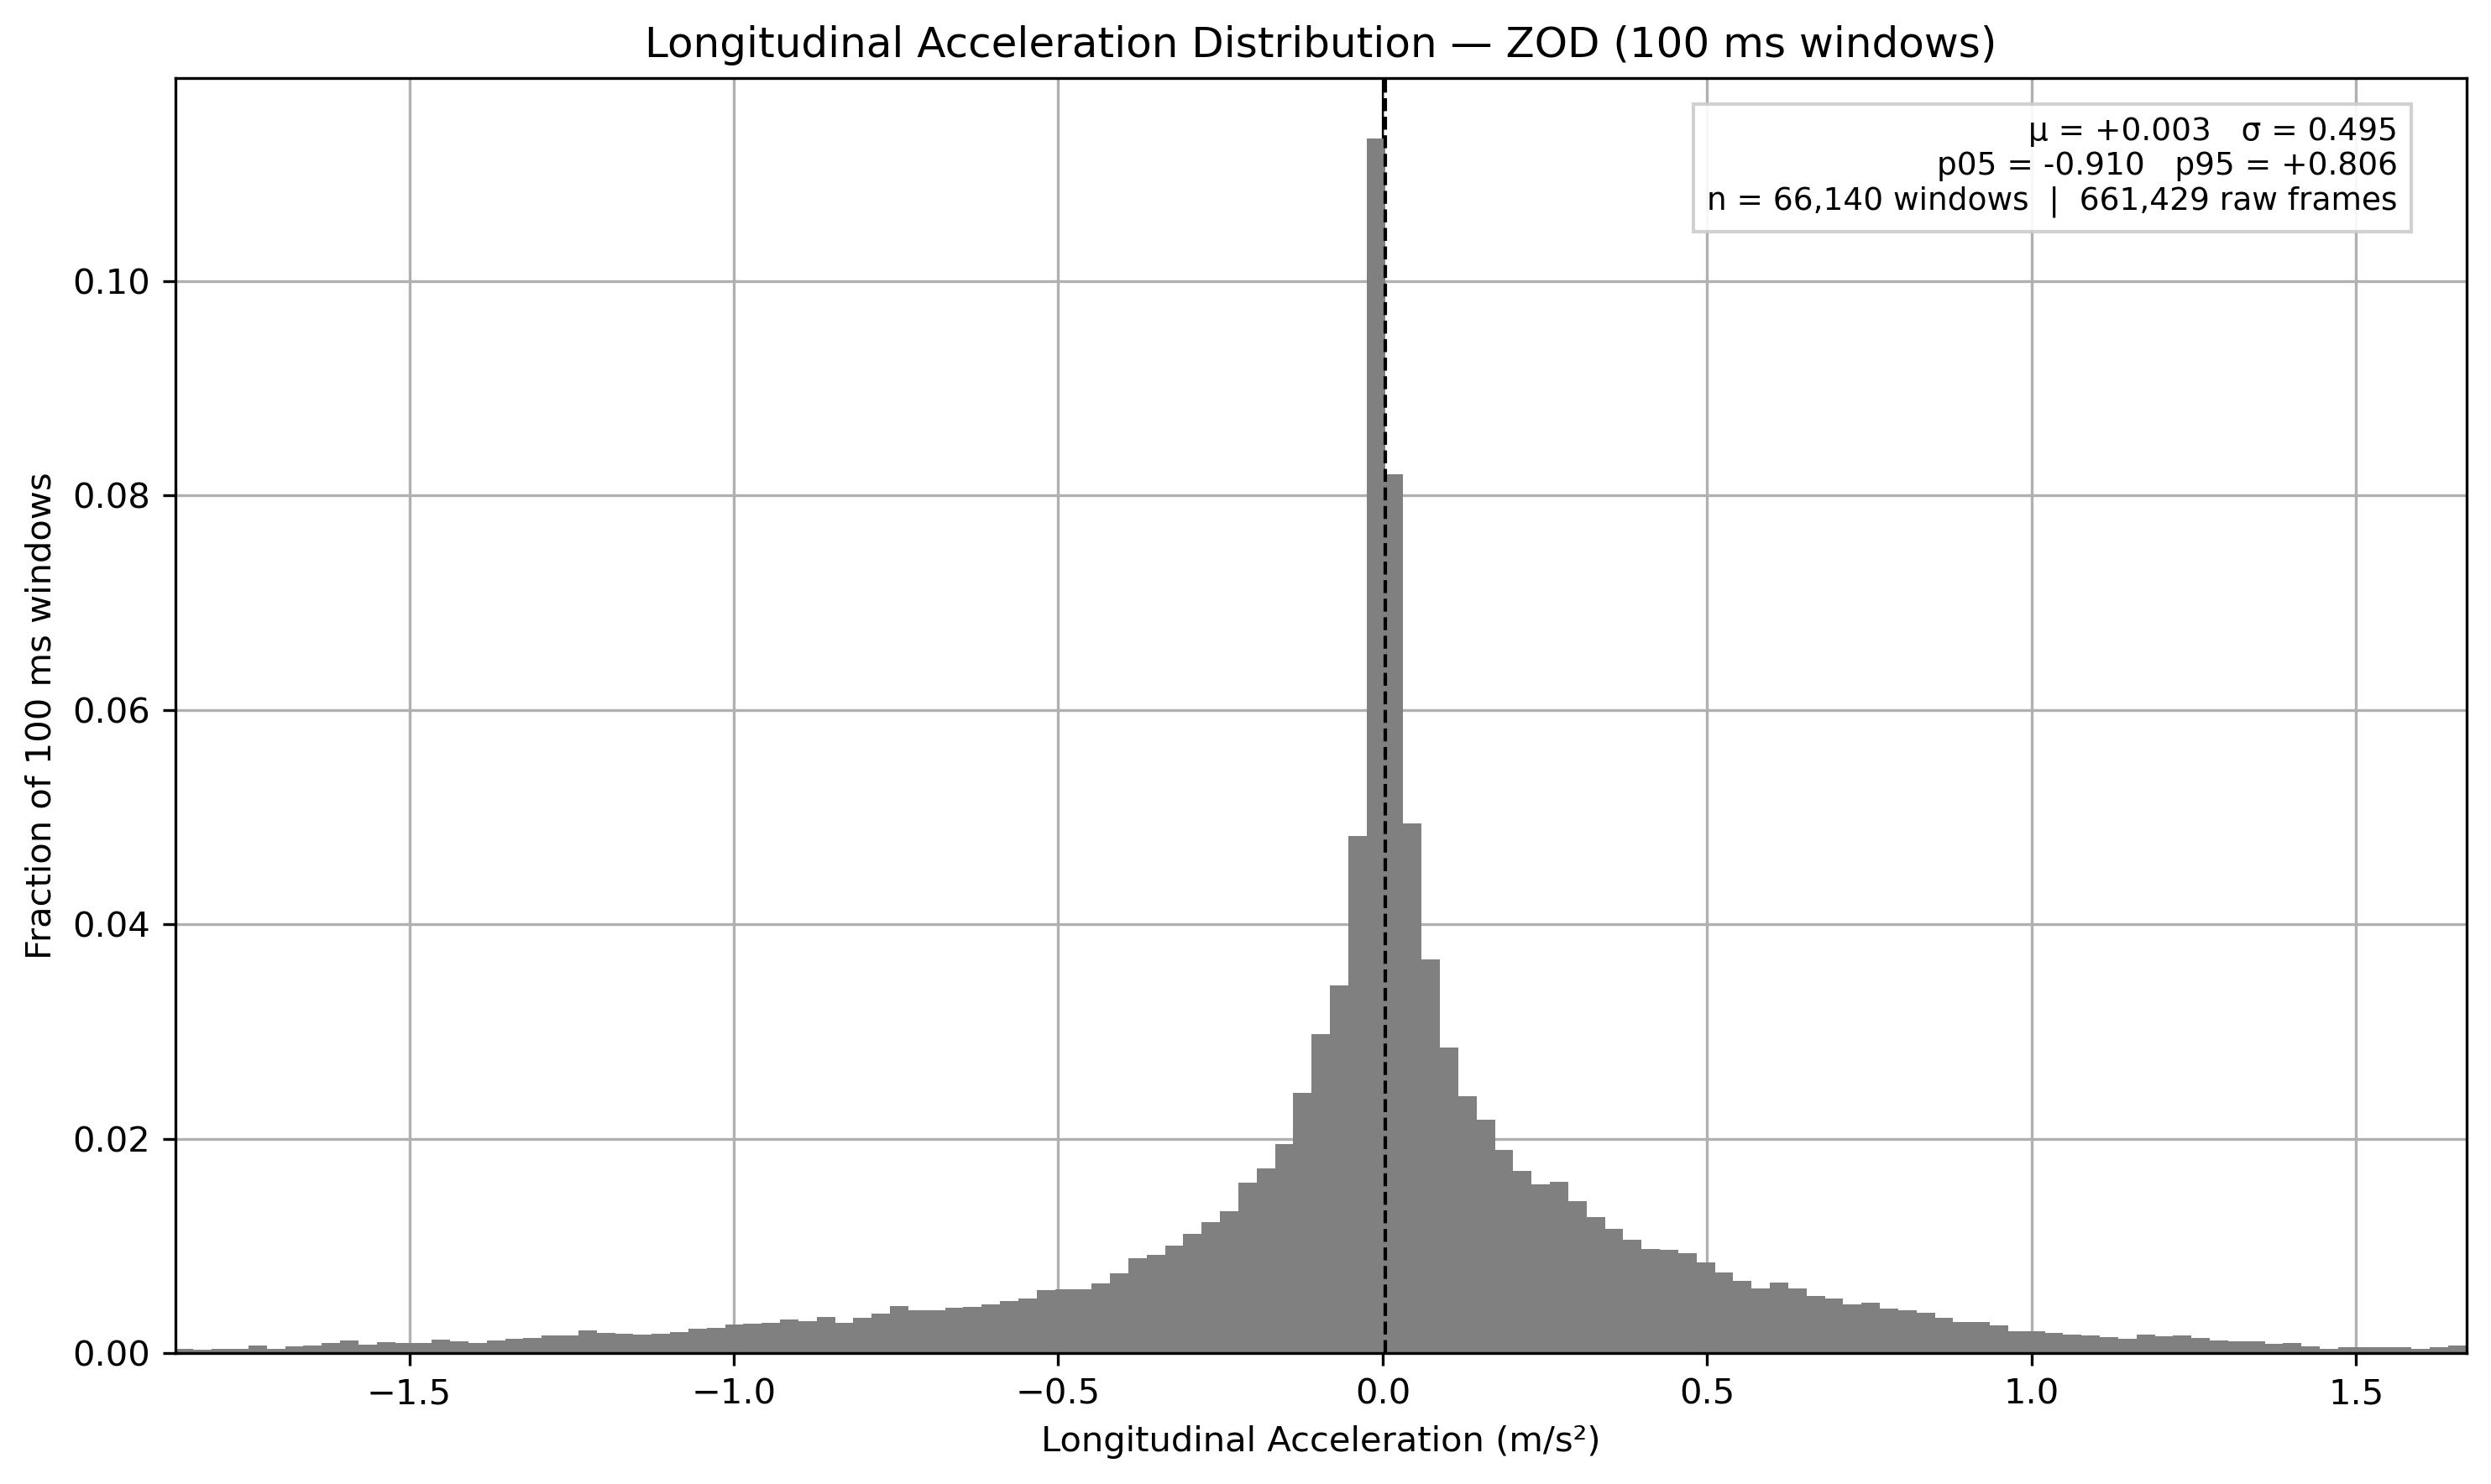 Longitudinal Acceleration Distribution — ZOD (100 ms windows)
μ = +0.003   σ = 0.495
p05 = -0.910   p95 = +0.806
n = 66,140 windows  |  661,429 raw frames
Fraction of 100 ms windows
0.10
0.08
0.06
0.04
0.02
0.00
−1.5
−1.0
−0.5
0.0
0.5
1.0
1.5
Longitudinal Acceleration (m/s²)